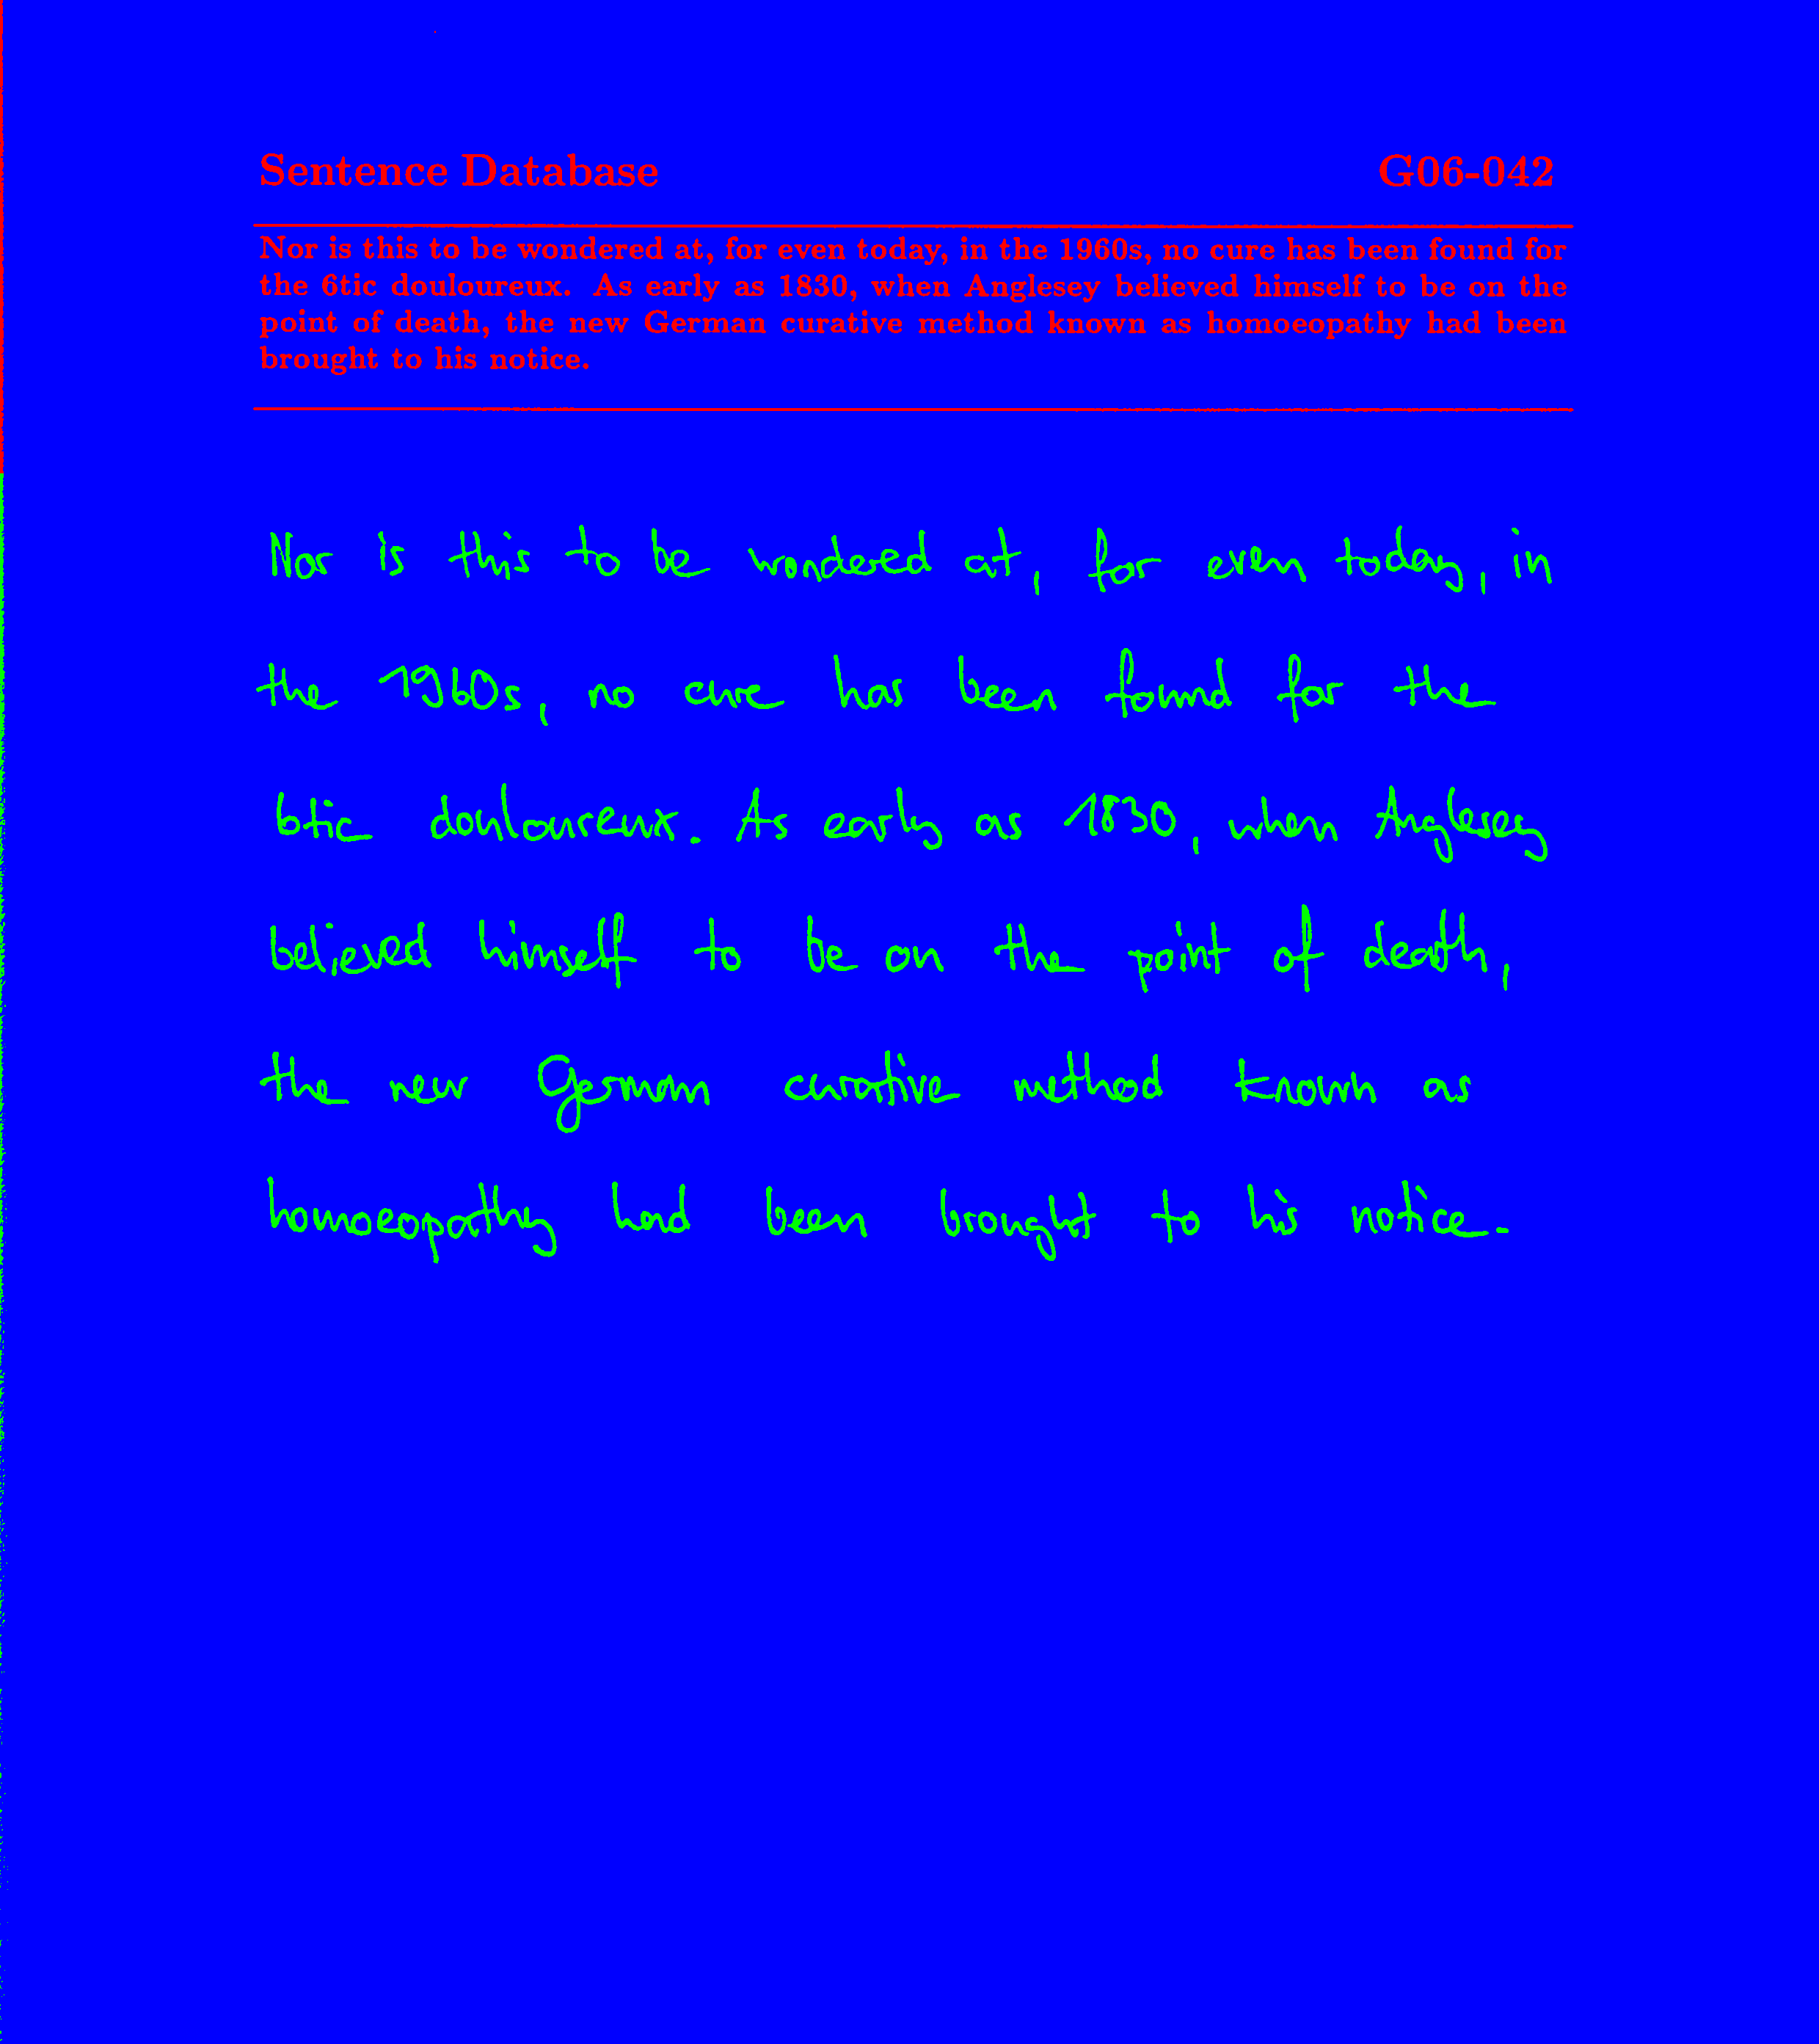 Sentence Database G06-042
Nor is this to be wondered at, for even today, in the 1960s, no cure has been found for
the 6tic douloureux. As early as 1830, when Anglesey believed himself to be on the
point of death, the new German curative method known as homoeopathy had been
brought to his notice.
Nor is this to be wondered at, for even today, in
the 1960s, no cure has been found for the
6tic douloureux. As early as 1830, when Anglesey
believed himself to be on the point of death,
the new German curative method known as
homoeopathy had been brought to his notice.